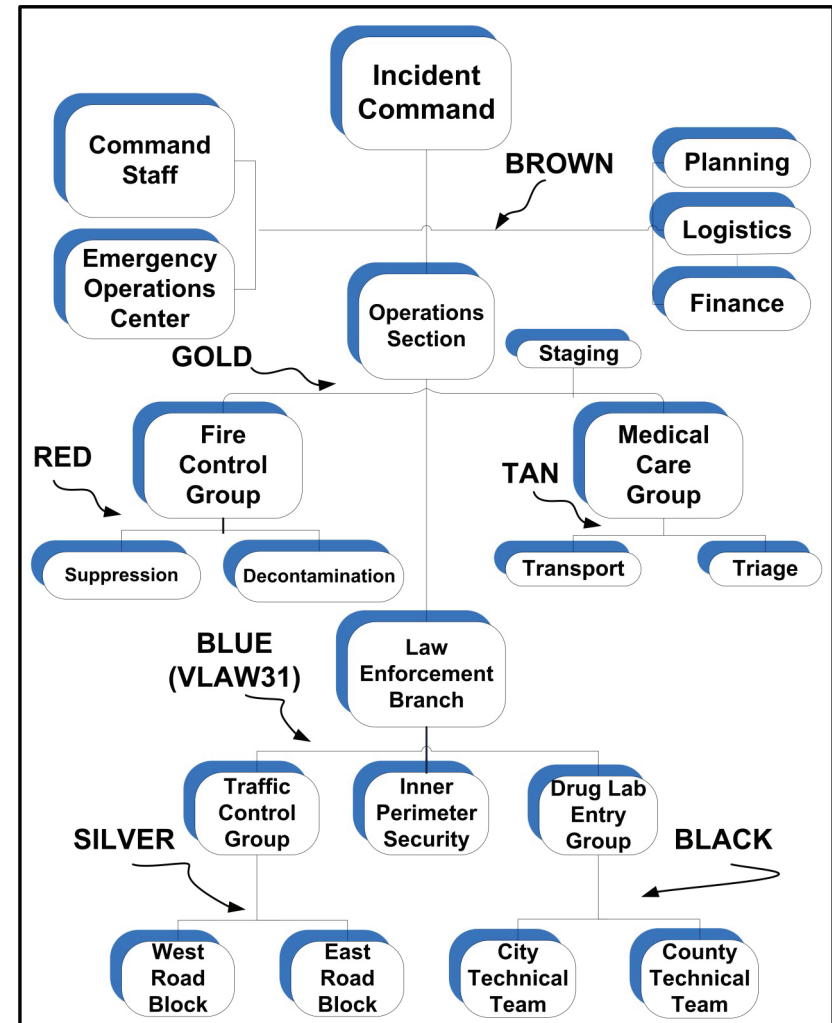 Incident
Command
Command
Staff
BROWN
Planning
Logistics
Emergency
Operations
Center
Finance
Operations
Section
Staging
GOLD
Fire
Control
Group
Medical
Care
Group
RED
TAN
Suppression
Decontamination
Transport
Triage
BLUE
(VLAW31)
Law
Enforcement
Branch
Traffic
Control
Group
Inner
Perimeter
Security
Drug Lab
Entry
Group
SILVER
BLACK
West
Road
Block
East
Road
Block
City
Technical
Team
County
Technical
Team